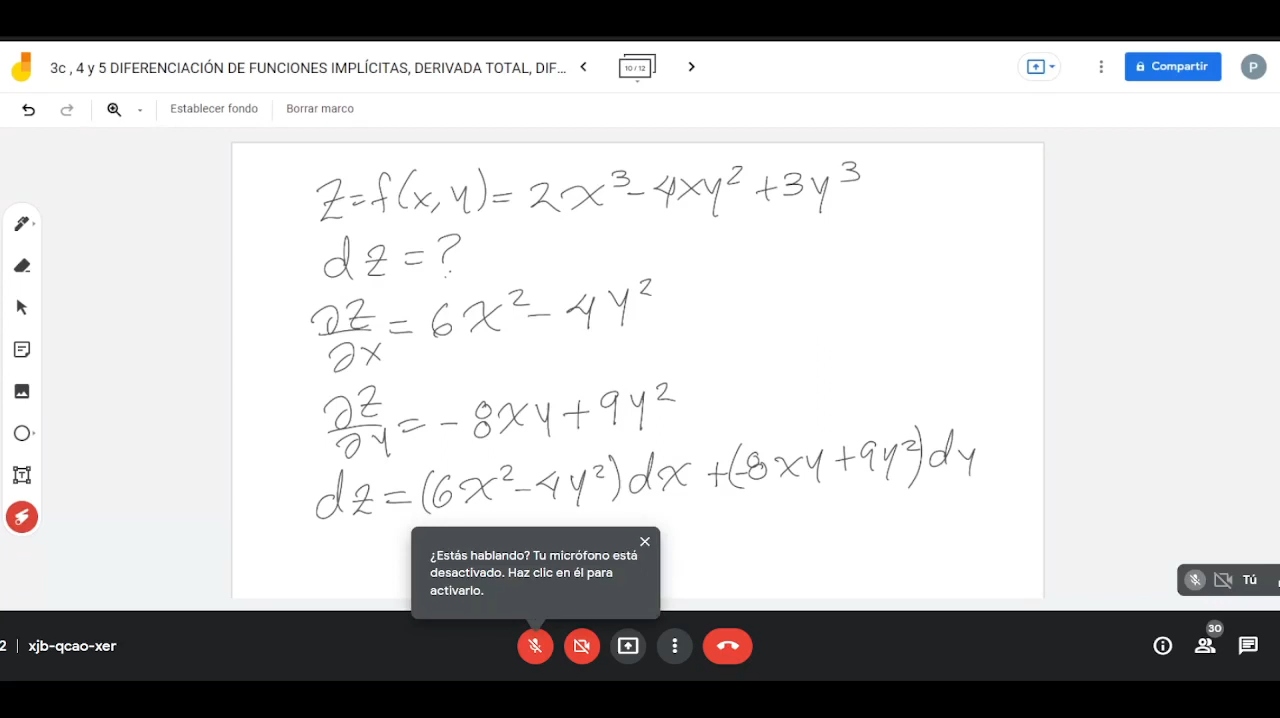 3c , 4 y 5 DIFERENCIACIÓN DE FUNCIONES IMPLÍCITAS, DERIVADA TOTAL, DIF...
10 / 12
Compartir
P
Establecer fondo
Borrar marco
z=f(x,y)= 2x³-4xy²+3y³
dz=?
∂z/∂x = 6x²-4y²
∂z/∂y = -8xy+9y²
dz=(6x²-4y²)dx+(-8xy+9y²)dy
¿Estás hablando? Tu micrófono está
desactivado. Haz clic en él para
activarlo.
Tú
2 | xjb-qcao-xer
30